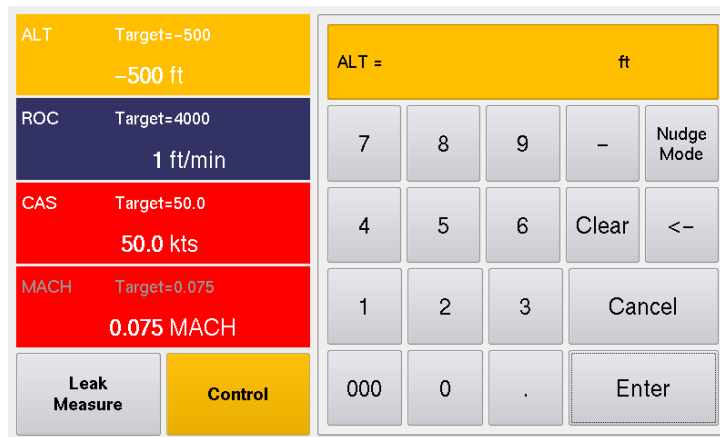 ALT Target=-500
-500 ft
ROC Target=4000
1 ft/min
CAS Target=50.0
50.0 kts
MACH Target=0.075
0.075 MACH
Leak
Measure
Control
ALT = ft
7 8 9 - Nudge
Mode
4 5 6 Clear <-
1 2 3 Cancel
000 0 . Enter